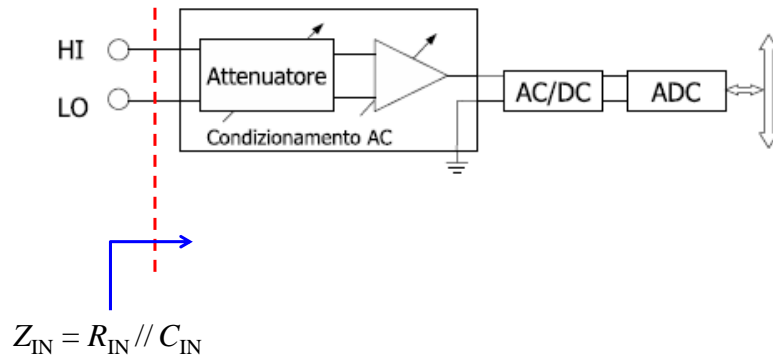 HI
LO
Attenuatore
Condizionamento AC
AC/DC
ADC
Z_IN = R_IN // C_IN